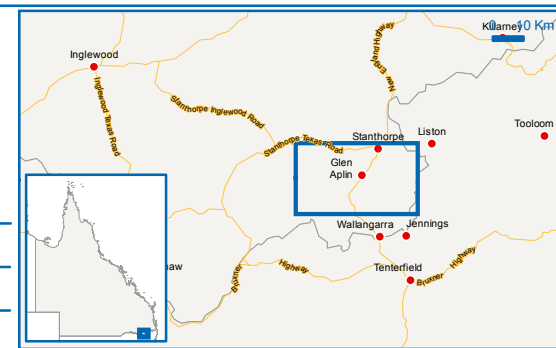 Killarney
0 10 Km
Inglewood
New England Highway
Inglewood Texas Road
Stanthorpe Inglewood Road
Stanthorpe Texas Road
Stanthorpe
Liston
Tooloom
Glen
Aplin
Wallangarra
Jennings
Tenterfield
Bruxner
Highway
Bruxner
Highway